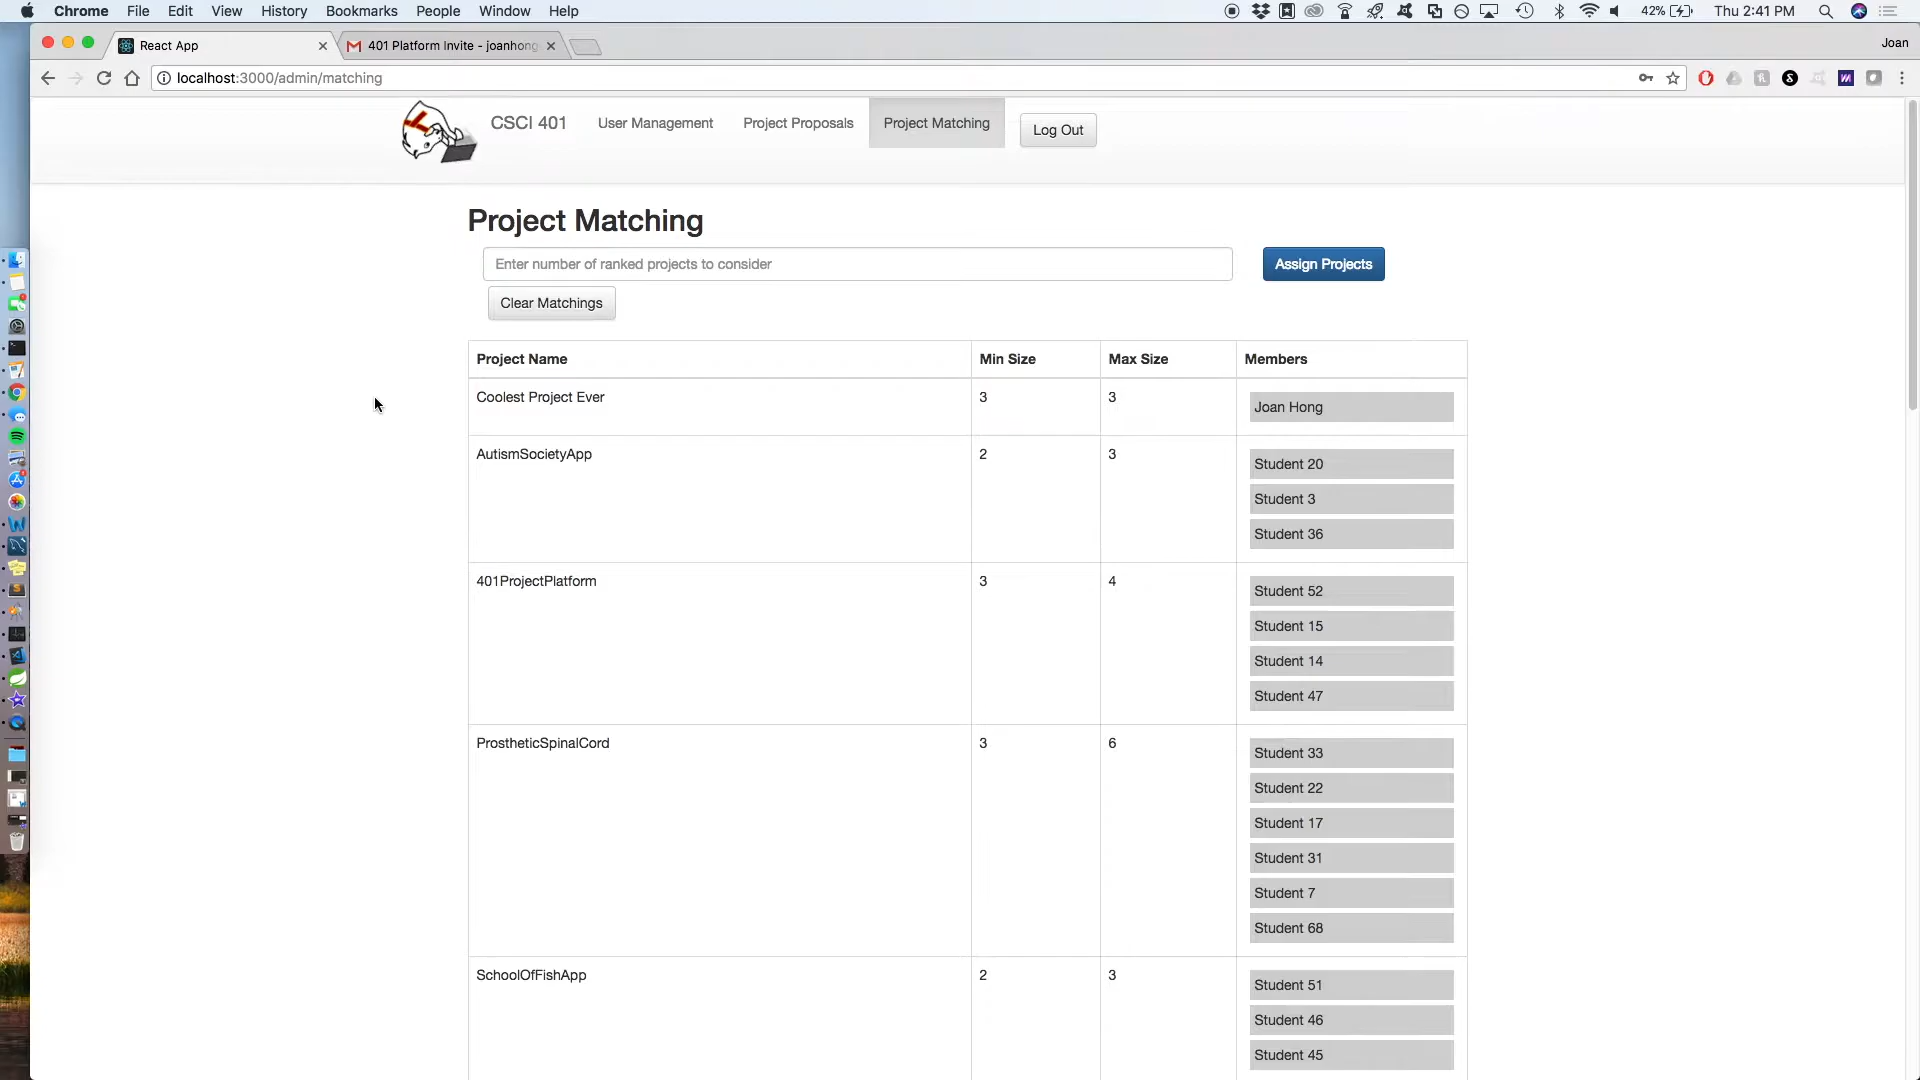 Chrome File Edit View History Bookmarks People Window Help 42% Thu 2:41 PM
React App 401 Platform Invite - joanhong Joan
localhost:3000/admin/matching
CSCI 401 User Management Project Proposals Project Matching Log Out
Project Matching
Enter number of ranked projects to consider Assign Projects
Clear Matchings
Project Name Min Size Max Size Members
Coolest Project Ever 3 3 Joan Hong
AutismSocietyApp 2 3 Student 20
Student 3
Student 36
401ProjectPlatform 3 4 Student 52
Student 15
Student 14
Student 47
ProstheticSpinalCord 3 6 Student 33
Student 22
Student 17
Student 31
Student 7
Student 68
SchoolOfFishApp 2 3 Student 51
Student 46
Student 45